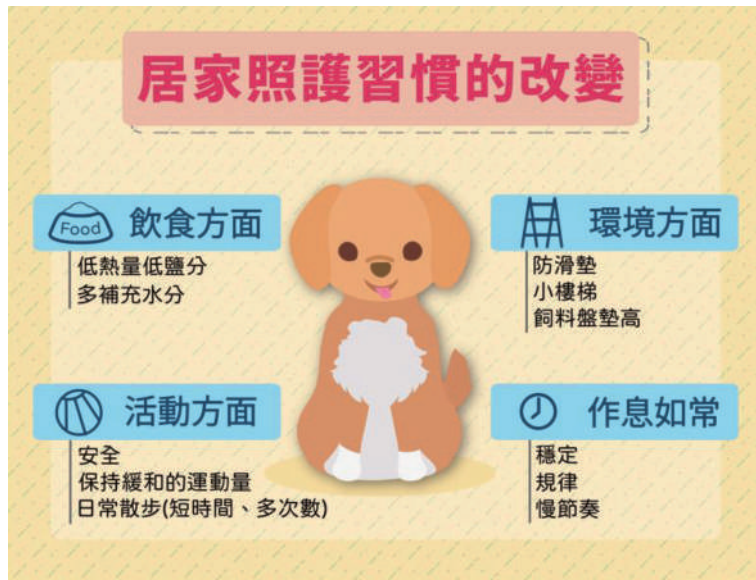 居家照護習慣的改變
Food
飲食方面
低熱量低鹽分
多補充水分
環境方面
防滑墊
小樓梯
飼料盤墊高
活動方面
安全
保持緩和的運動量
日常散步(短時間、多次數)
作息如常
穩定
規律
慢節奏